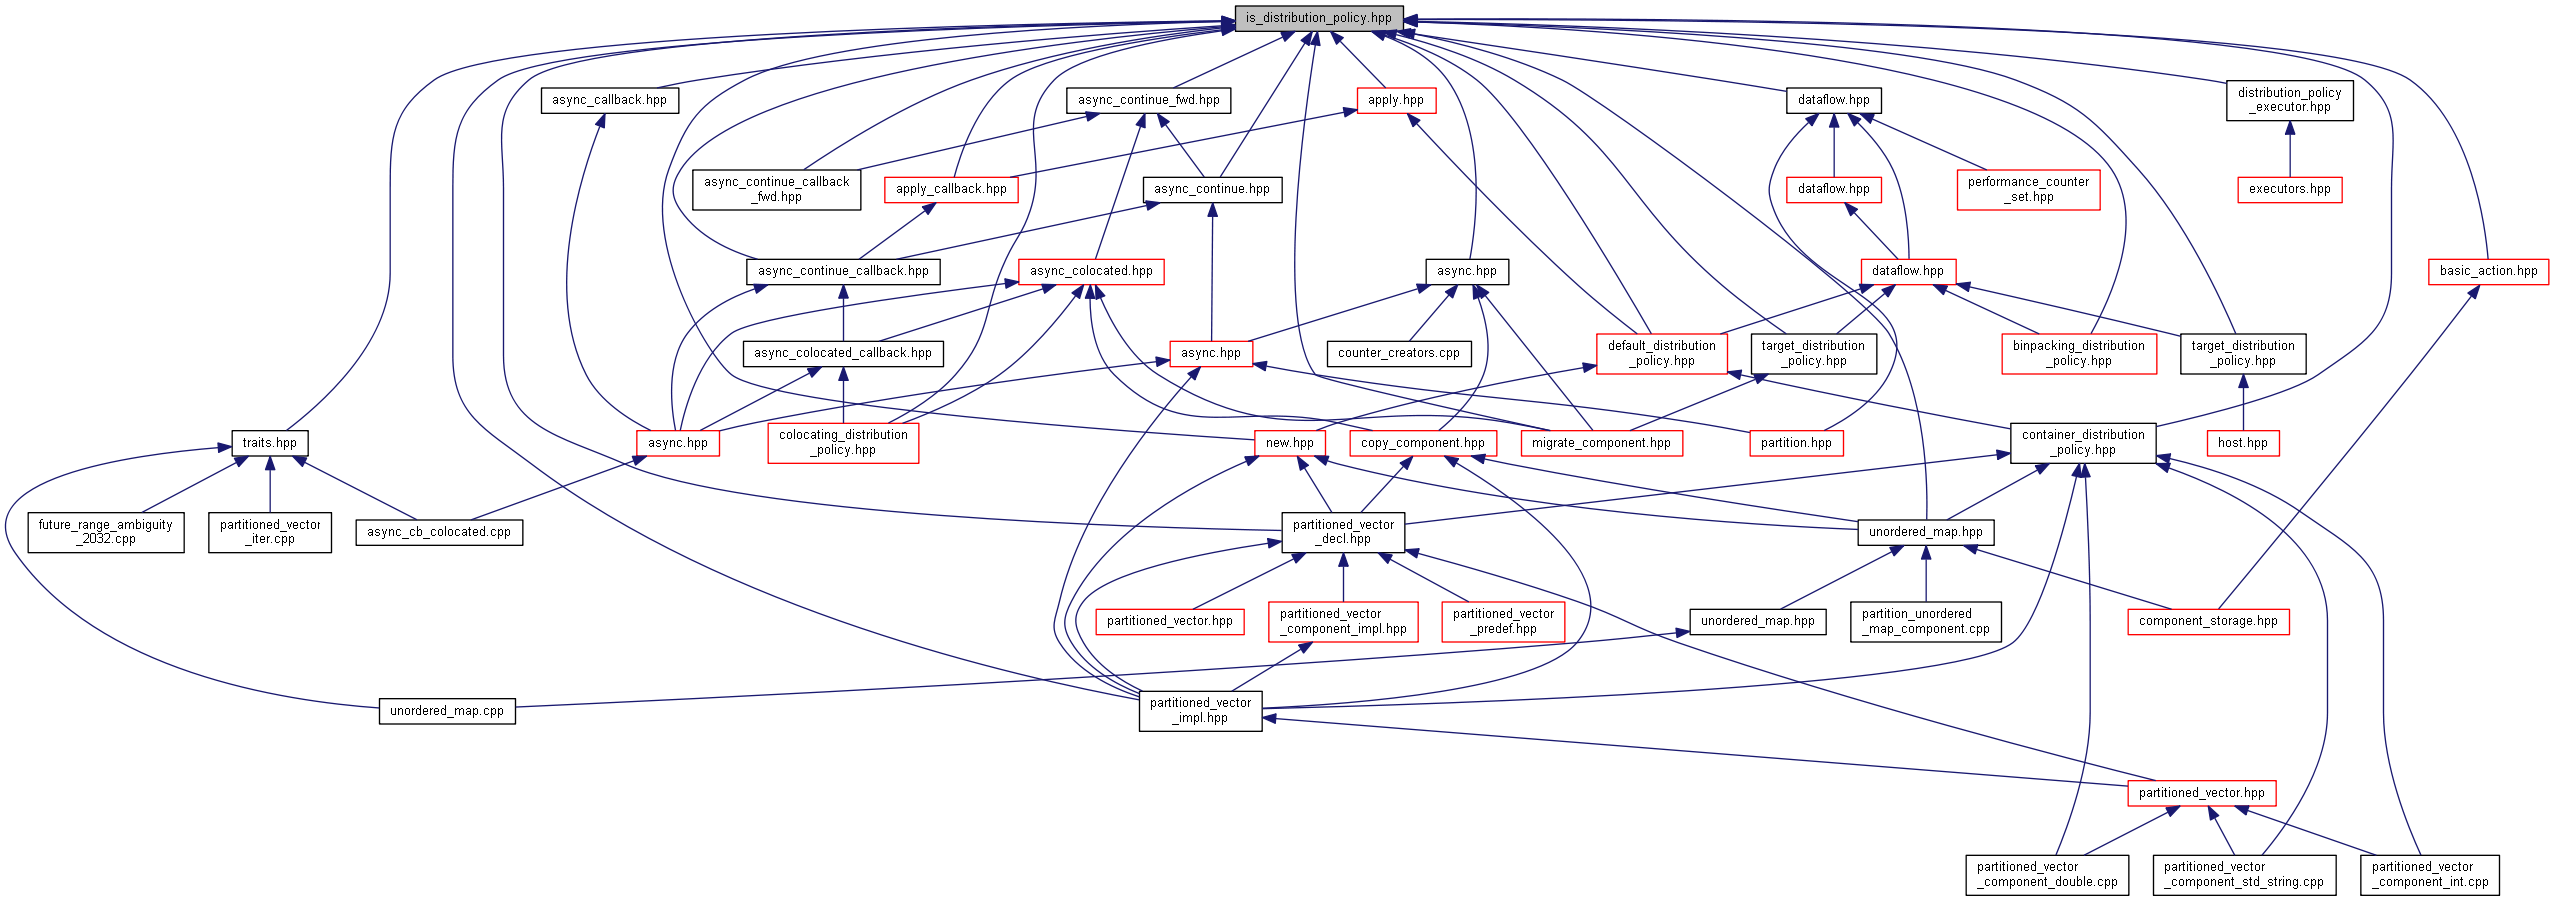 is_distribution_policy.hpp
async_callback.hpp
async_continue_fwd.hpp
apply.hpp
dataflow.hpp
distribution_policy
_executor.hpp
async_continue_callback
_fwd.hpp
apply_callback.hpp
async_continue.hpp
dataflow.hpp
performance_counter
_set.hpp
executors.hpp
async_continue_callback.hpp
async_colocated.hpp
async.hpp
dataflow.hpp
basic_action.hpp
async_colocated_callback.hpp
async.hpp
counter_creators.cpp
default_distribution
_policy.hpp
target_distribution
_policy.hpp
binpacking_distribution
_policy.hpp
target_distribution
_policy.hpp
traits.hpp
async.hpp
colocating_distribution
_policy.hpp
new.hpp
copy_component.hpp
migrate_component.hpp
partition.hpp
container_distribution
_policy.hpp
host.hpp
future_range_ambiguity
_2032.cpp
partitioned_vector
_iter.cpp
async_cb_colocated.cpp
partitioned_vector
_decl.hpp
unordered_map.hpp
partitioned_vector.hpp
partitioned_vector
_component_impl.hpp
partitioned_vector
_predef.hpp
unordered_map.hpp
partition_unordered
_map_component.cpp
component_storage.hpp
unordered_map.cpp
partitioned_vector
_impl.hpp
partitioned_vector.hpp
partitioned_vector
_component_double.cpp
partitioned_vector
_component_std_string.cpp
partitioned_vector
_component_int.cpp